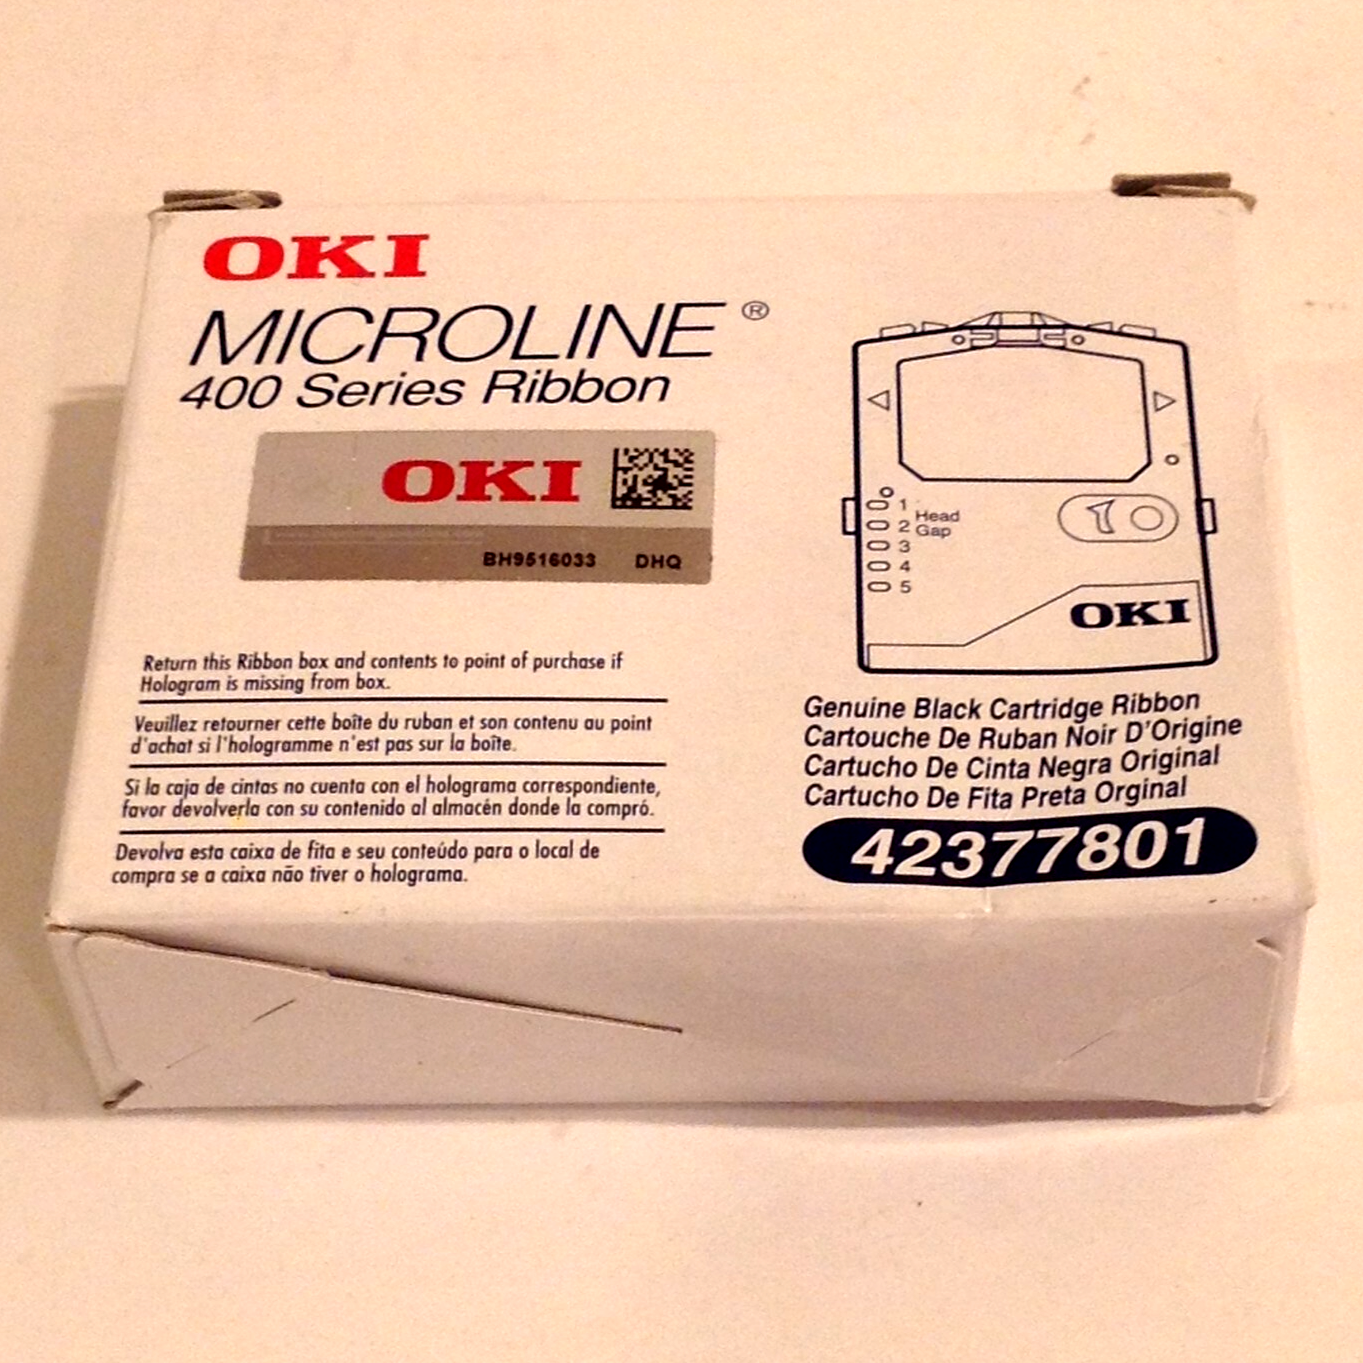 OKI
MICROLINE®
400 Series Ribbon
OKI
BH9516033 DHQ
Return this Ribbon box and contents to point of purchase if
Hologram is missing from box.
Veuillez retourner cette boîte du ruban et son contenu au point
d'achat si l'hologramme n'est pas sur la boîte.
Si la caja de cintas no cuenta con el holograma correspondiente,
favor devolverla con su contenido al almacén donde la compró.
Devolva esta caixa de fita e seu conteúdo para o local de
compra se a caixa não tiver o holograma.
1 Head
2 Gap
3
4
5
OKI
Genuine Black Cartridge Ribbon
Cartouche De Ruban Noir D'Origine
Cartucho De Cinta Negra Original
Cartucho De Fita Preta Orginal
42377801